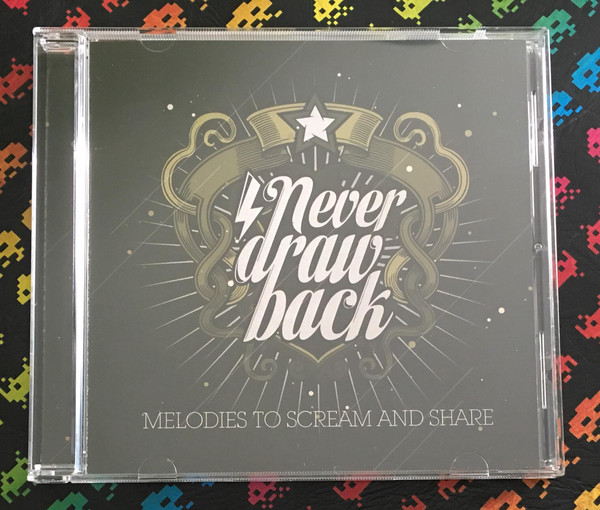 Never
draw
back
MELODIES TO SCREAM AND SHARE